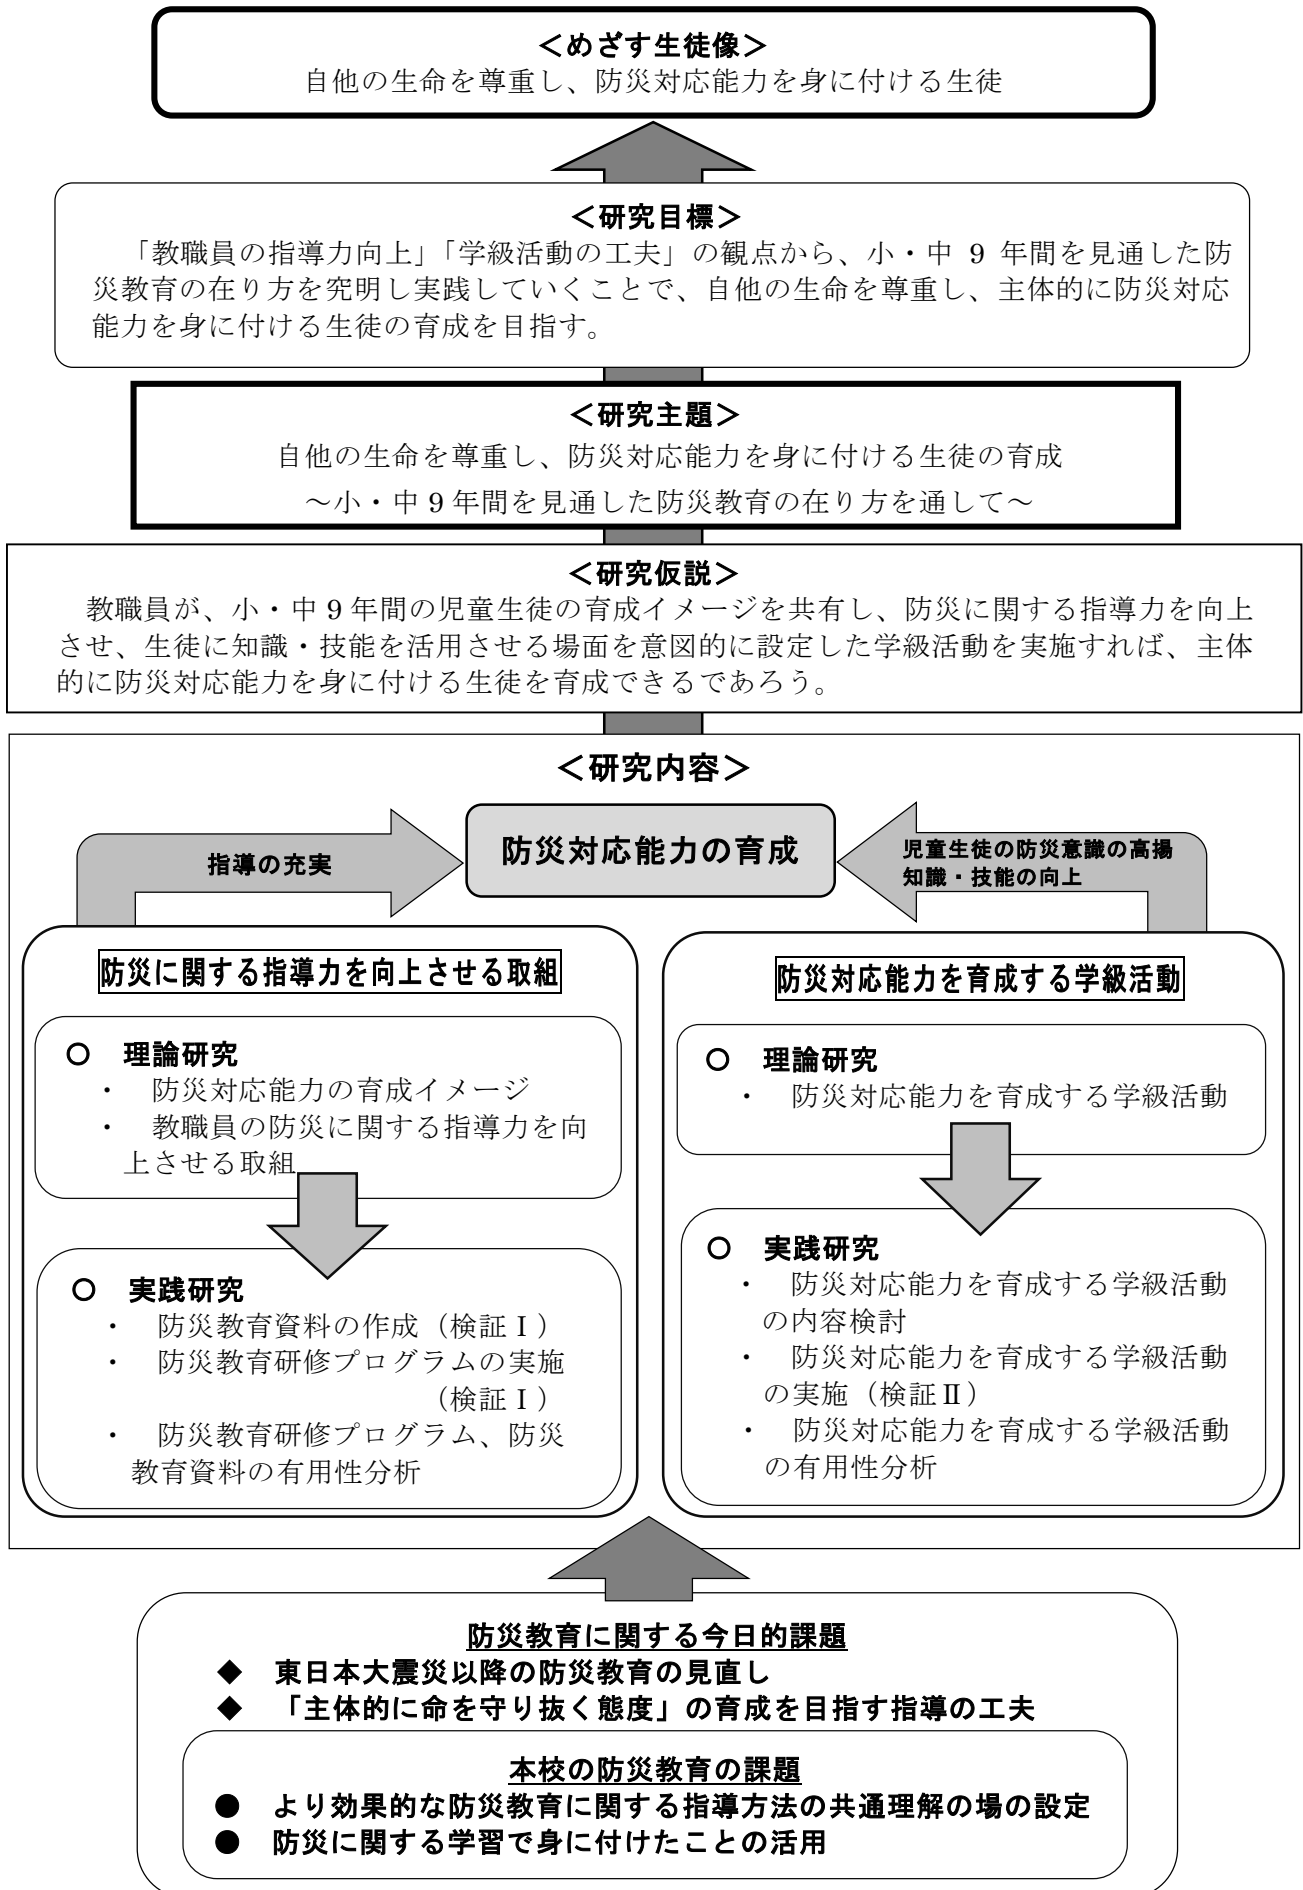 ＜めざす生徒像＞
自他の生命を尊重し、防災対応能力を身に付ける生徒
＜研究目標＞
「教職員の指導力向上」「学級活動の工夫」の観点から、小・中 9 年間を見通した防
災教育の在り方を究明し実践していくことで、自他の生命を尊重し、主体的に防災対応
能力を身に付ける生徒の育成を目指す。
＜研究主題＞
自他の生命を尊重し、防災対応能力を身に付ける生徒の育成
～小・中 9 年間を見通した防災教育の在り方を通して～
＜研究仮説＞
教職員が、小・中 9 年間の児童生徒の育成イメージを共有し、防災に関する指導力を向上
させ、生徒に知識・技能を活用させる場面を意図的に設定した学級活動を実施すれば、主体
的に防災対応能力を身に付ける生徒を育成できるであろう。
＜研究内容＞
防災対応能力の育成
指導の充実
児童生徒の防災意識の高揚
知識・技能の向上
防災に関する指導力を向上させる取組
○ 理論研究
・ 防災対応能力の育成イメージ
・ 教職員の防災に関する指導力を向
上させる取組
○ 実践研究
・ 防災教育資料の作成（検証Ⅰ）
・ 防災教育研修プログラムの実施
（検証Ⅰ）
・ 防災教育研修プログラム、防災
教育資料の有用性分析
防災対応能力を育成する学級活動
○ 理論研究
・ 防災対応能力を育成する学級活動
○ 実践研究
・ 防災対応能力を育成する学級活動
の内容検討
・ 防災対応能力を育成する学級活動
の実施（検証Ⅱ）
・ 防災対応能力を育成する学級活動
の有用性分析
防災教育に関する今日的課題
◆ 東日本大震災以降の防災教育の見直し
◆ 「主体的に命を守り抜く態度」の育成を目指す指導の工夫
本校の防災教育の課題
● より効果的な防災教育に関する指導方法の共通理解の場の設定
● 防災に関する学習で身に付けたことの活用